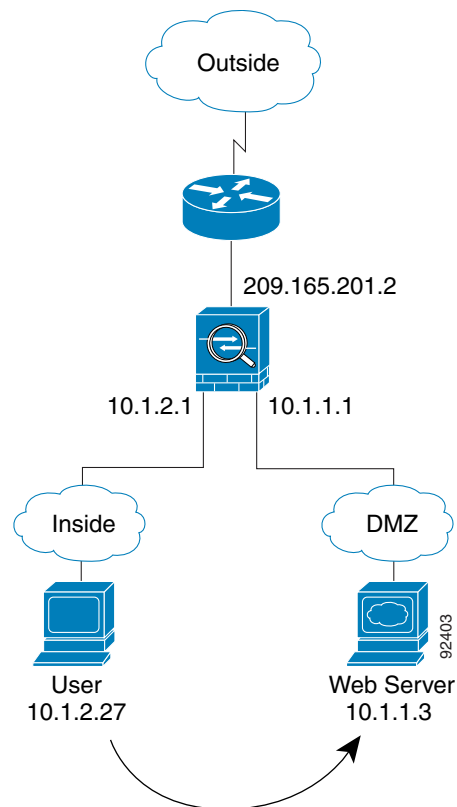 Outside
209.165.201.2
10.1.2.1
10.1.1.1
Inside
DMZ
92403
User
10.1.2.27
Web Server
10.1.1.3